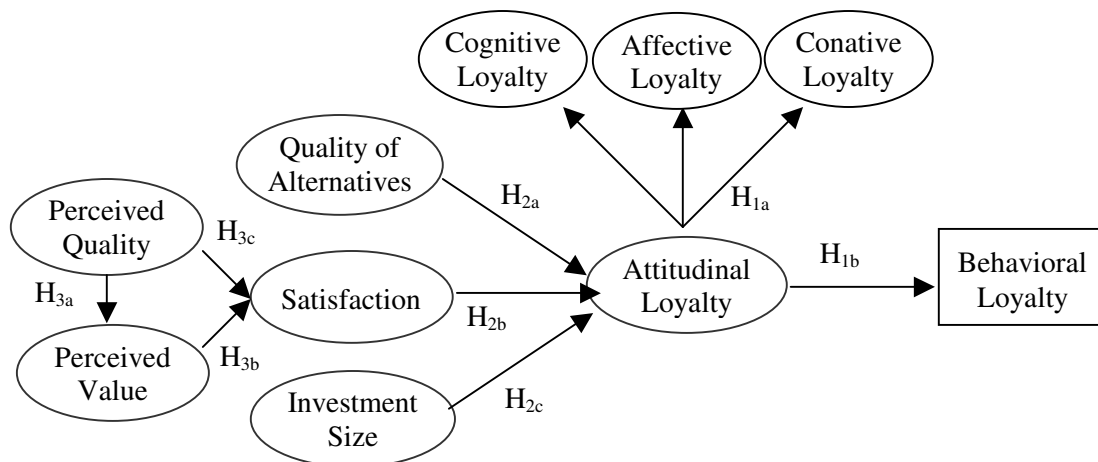 Cognitive
Loyalty
Affective
Loyalty
Conative
Loyalty
Quality of
Alternatives
H2a
H1a
Perceived
Quality
H3c
H3a
Satisfaction
H2b
Attitudinal
Loyalty
H1b
Behavioral
Loyalty
Perceived
Value
H3b
Investment
Size
H2c